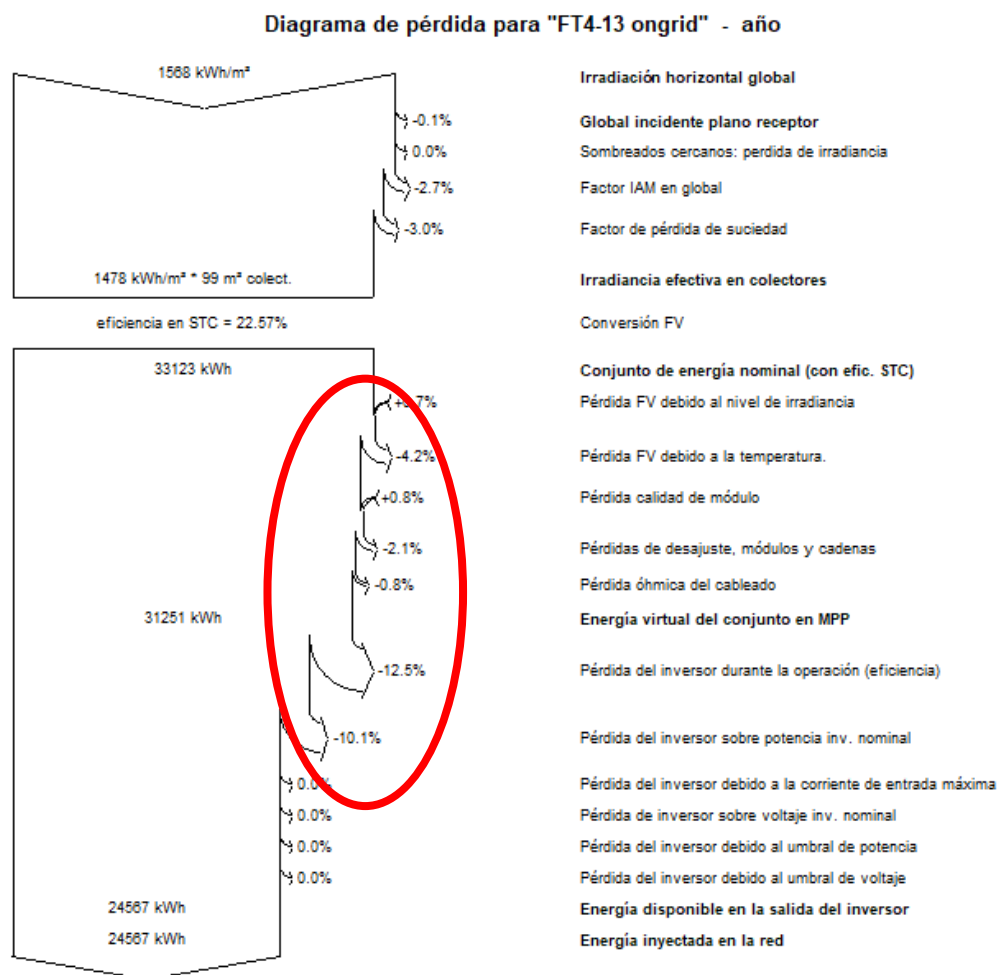 Diagrama de pérdida para "FT4-13 ongrid" - año
1568 kWh/m² Irradiación horizontal global
-0.1% Global incidente plano receptor
0.0% Sombreados cercanos: perdida de irradiancia
-2.7% Factor IAM en global
-3.0% Factor de pérdida de suciedad
1478 kWh/m² * 99 m² colect. Irradiancia efectiva en colectores
eficiencia en STC = 22.57% Conversión FV
33123 kWh Conjunto de energía nominal (con efic. STC)
Pérdida FV debido al nivel de irradiancia
-4.2% Pérdida FV debido a la temperatura.
+0.8% Pérdida calidad de módulo
-2.1% Pérdidas de desajuste, módulos y cadenas
-0.8% Pérdida óhmica del cableado
31251 kWh Energía virtual del conjunto en MPP
-12.5% Pérdida del inversor durante la operación (eficiencia)
-10.1% Pérdida del inversor sobre potencia inv. nominal
0.0% Pérdida del inversor debido a la corriente de entrada máxima
0.0% Pérdida de inversor sobre voltaje inv. nominal
0.0% Pérdida del inversor debido al umbral de potencia
0.0% Pérdida del inversor debido al umbral de voltaje
24567 kWh Energía disponible en la salida del inversor
24567 kWh Energía inyectada en la red